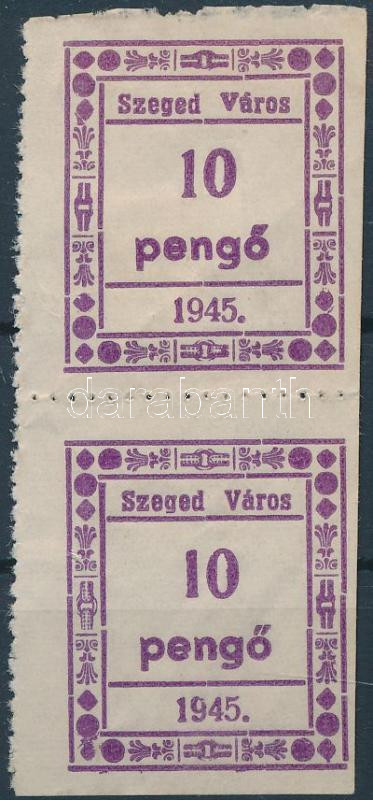 Szeged Város
10
pengő
1945.
darabanth
Szeged Város
10
pengő
1945.